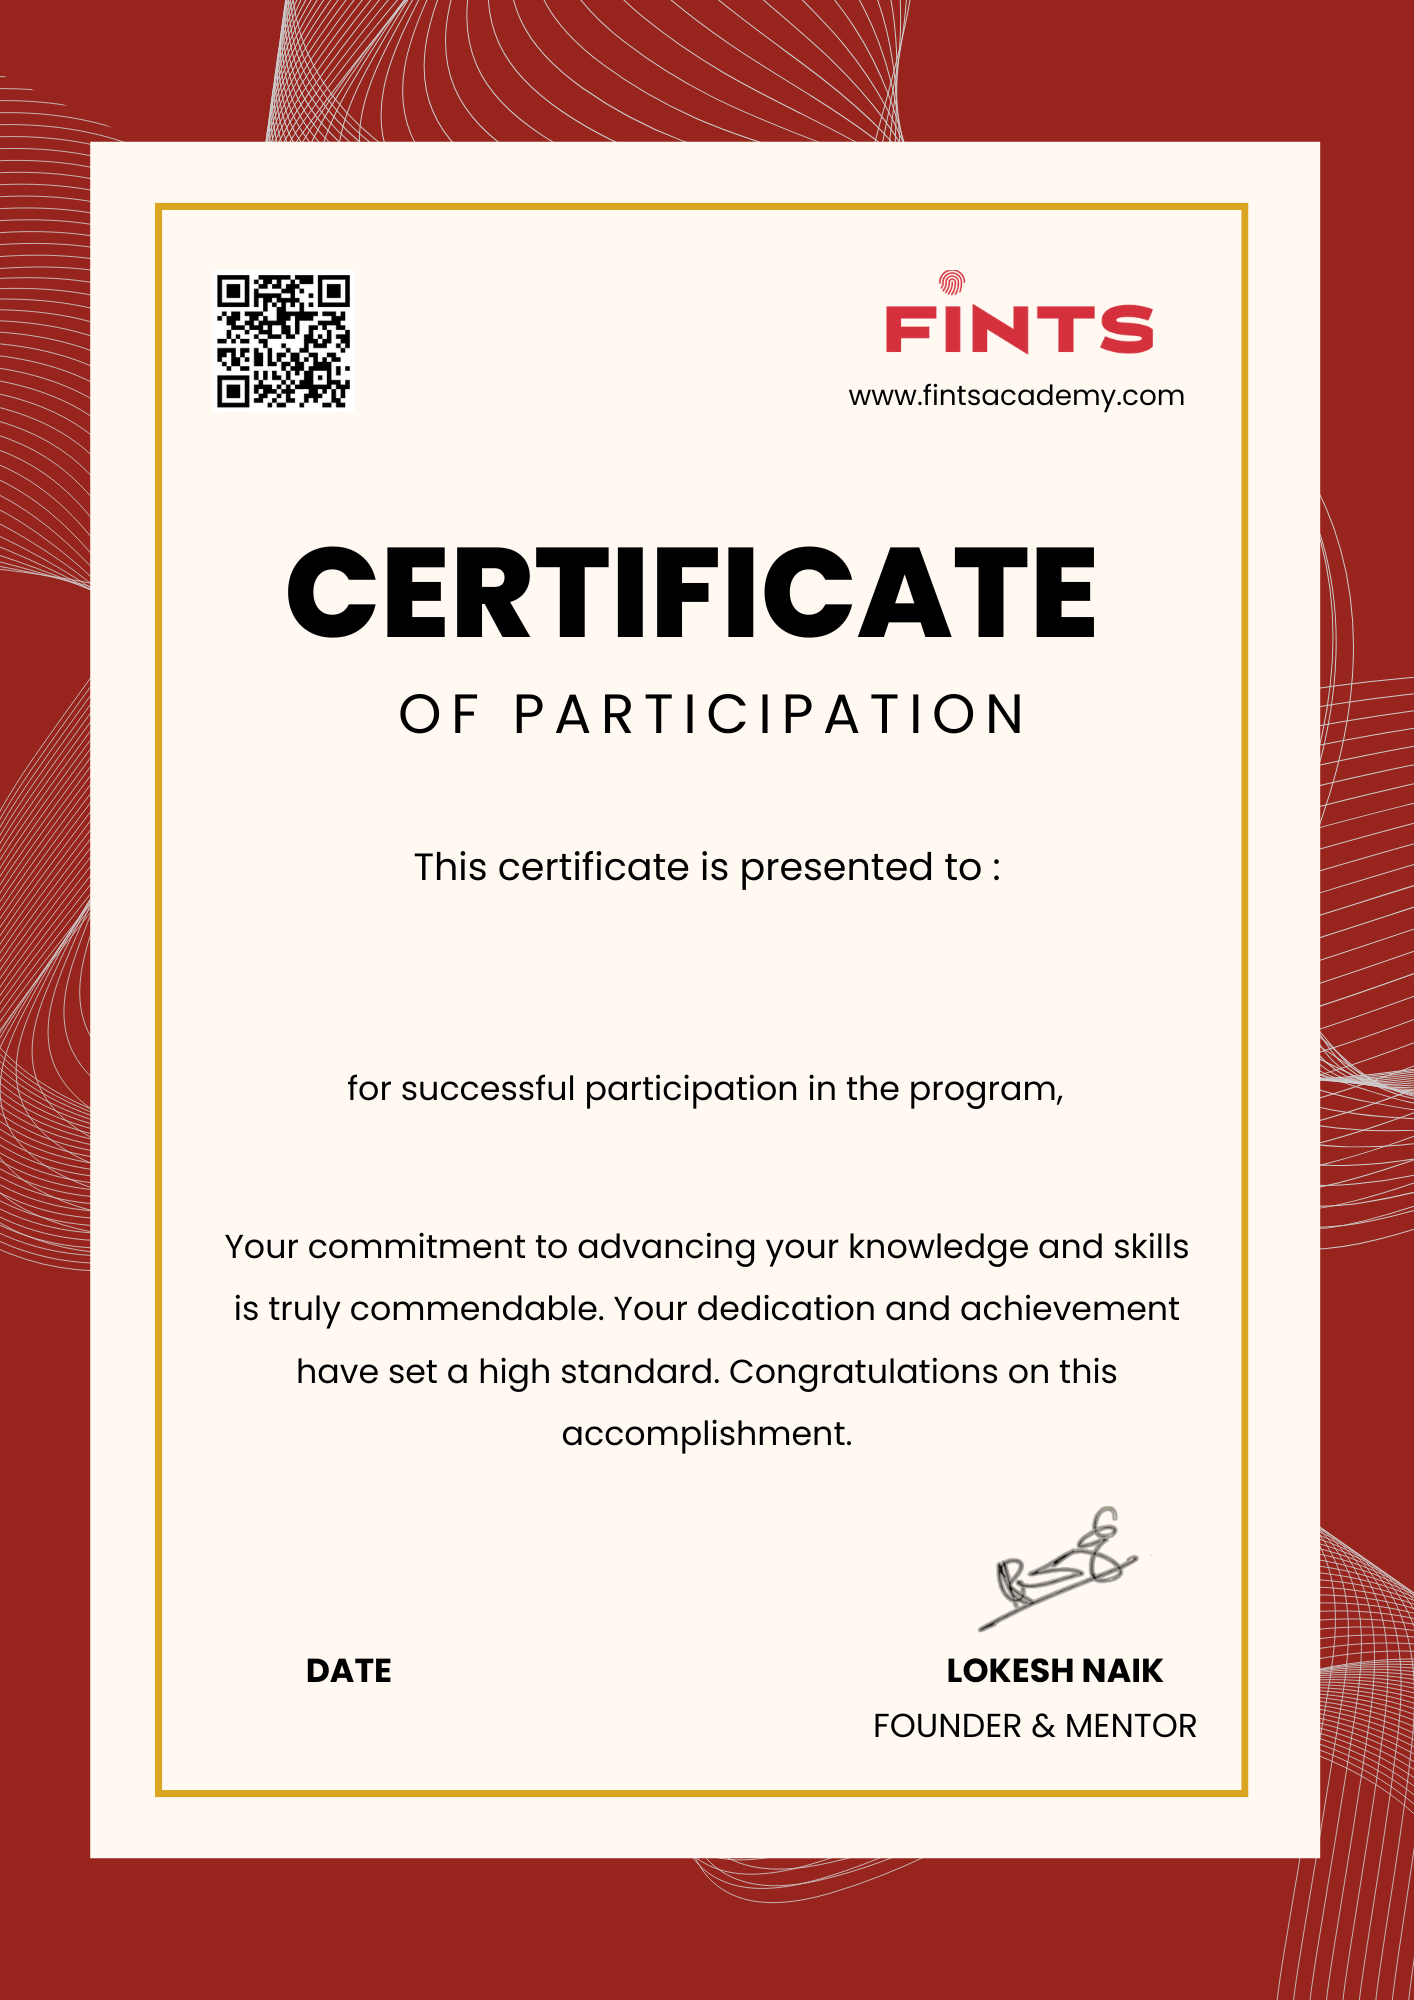 FINTS
www.fintsacademy.com
CERTIFICATE
OF PARTICIPATION
This certificate is presented to :
for successful participation in the program,
Your commitment to advancing your knowledge and skills
is truly commendable. Your dedication and achievement
have set a high standard. Congratulations on this
accomplishment.
DATE
LOKESH NAIK
FOUNDER & MENTOR